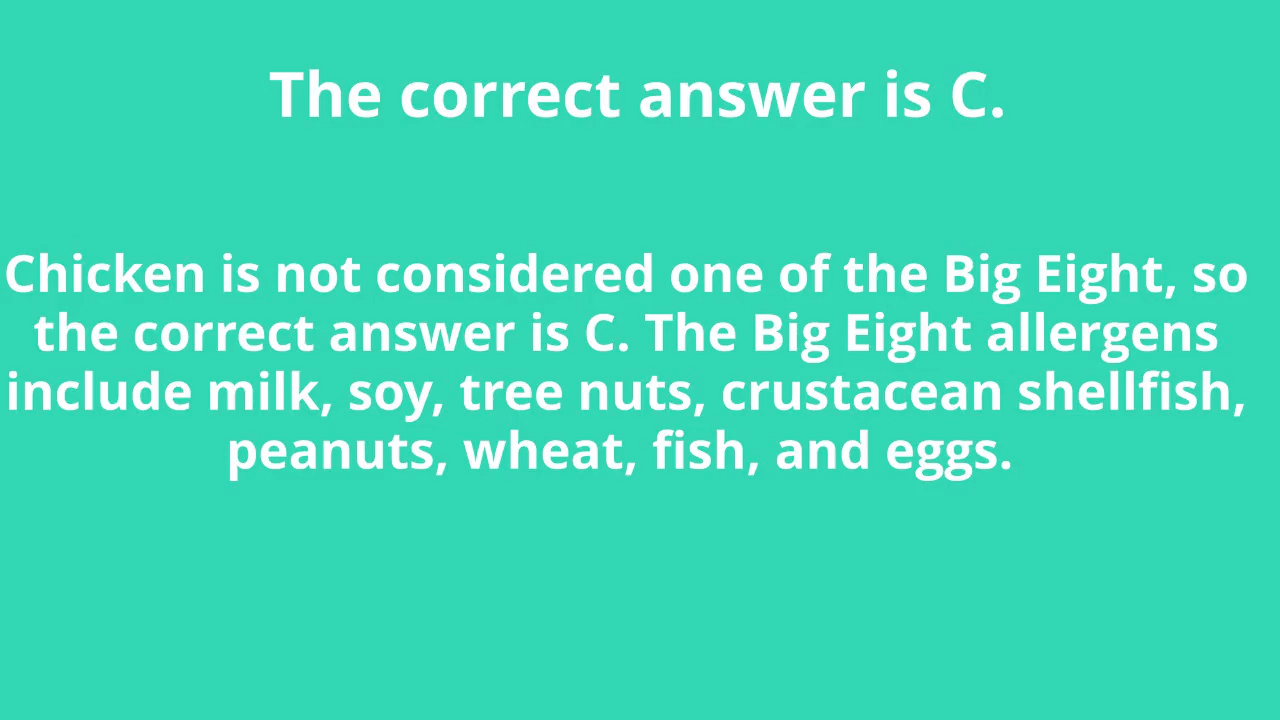 The correct answer is C.
Chicken is not considered one of the Big Eight, so
the correct answer is C. The Big Eight allergens
include milk, soy, tree nuts, crustacean shellfish,
peanuts, wheat, fish, and eggs.